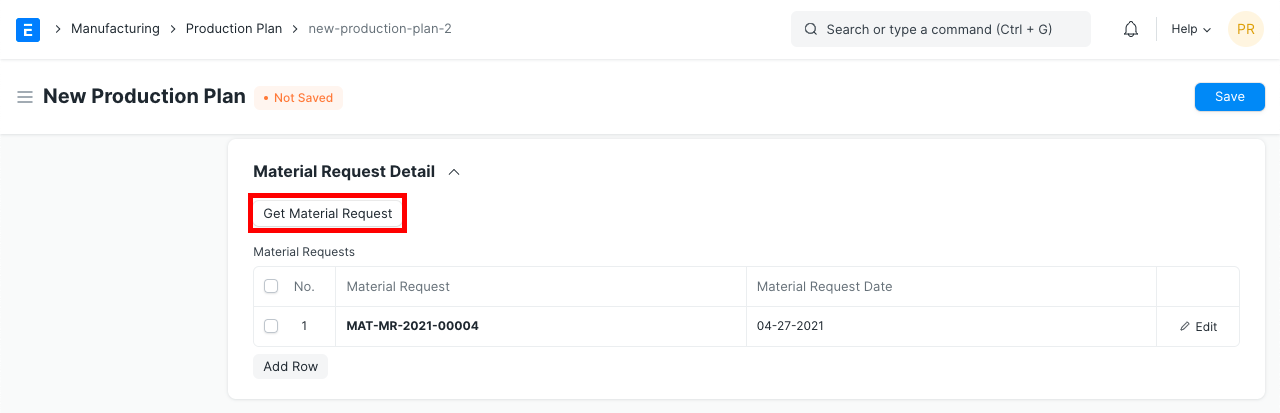 E Manufacturing Production Plan new-production-plan-2 Search or type a command (Ctrl + G) Help PR
New Production Plan • Not Saved Save
Material Request Detail
Get Material Request
Material Requests
No. Material Request Material Request Date
1 MAT-MR-2021-00004 04-27-2021 Edit
Add Row